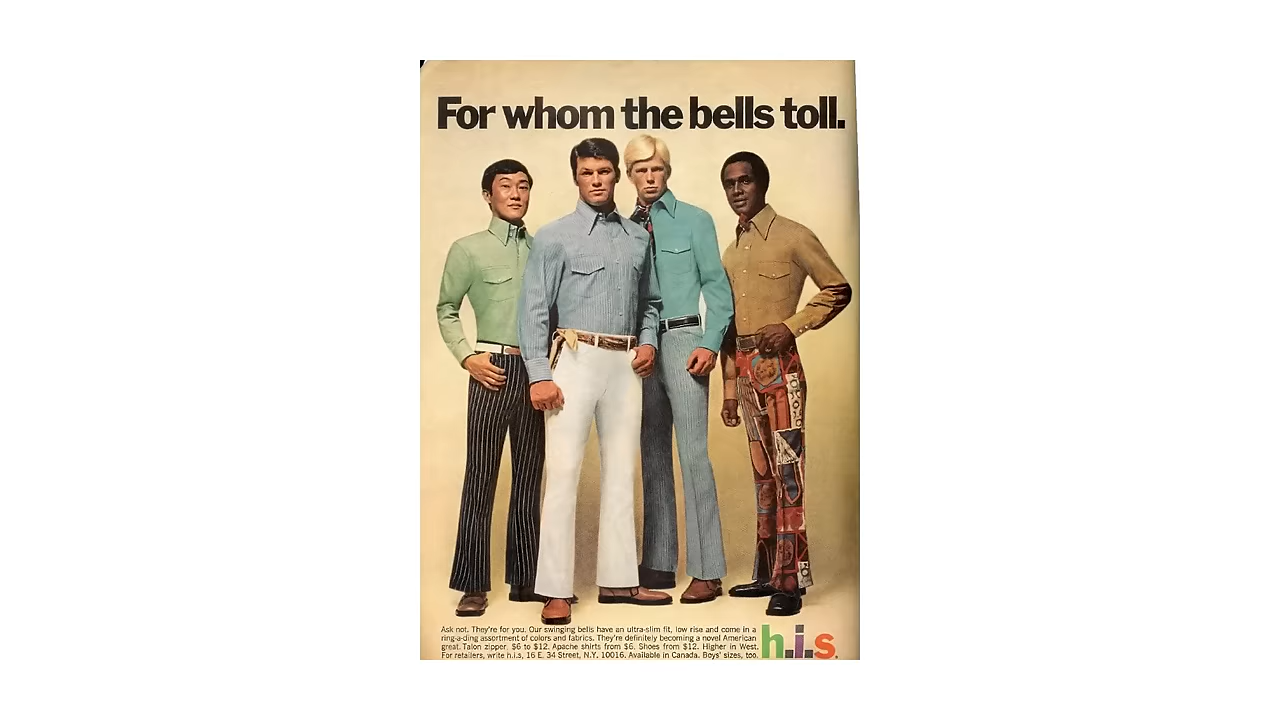 For whom the bells toll.
Ask not. They're for you. Our swinging bells have an ultra-slim fit, low rise and come in a
ring-a-ding assortment of colors and fabrics. They're definitely becoming a novel American
great. Talon zipper. $6 to $12. Apache shirts from $6. Shoes from $12. Higher in West.
For retailers, write h.i.s, 16 E. 34 Street, N.Y. 10016. Available in Canada. Boys' sizes, too.
h.i.s.